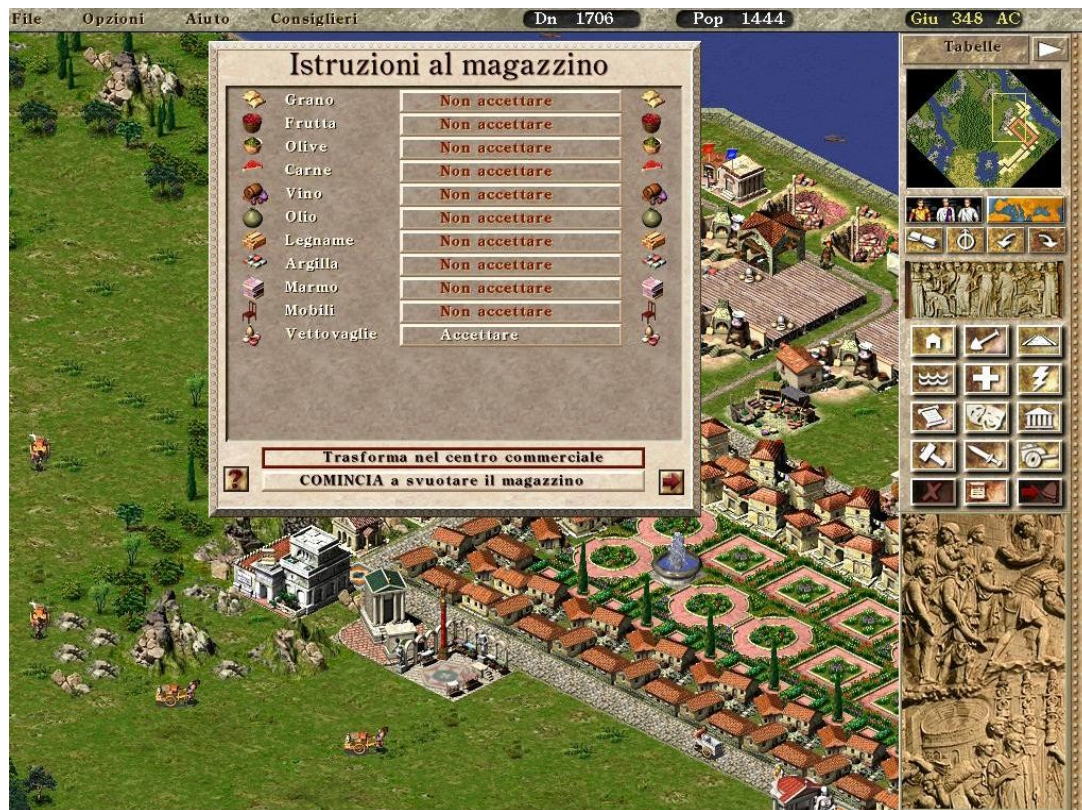 File Opzioni Aiuto Consiglieri Dn 1706 Pop 1444 Giu 348 AC
Tabelle
Istruzioni al magazzino
Grano Non accettare
Frutta Non accettare
Olive Non accettare
Carne Non accettare
Vino Non accettare
Olio Non accettare
Legname Non accettare
Argilla Non accettare
Marmo Non accettare
Mobili Non accettare
Vettovaglie Accettare
Trasforma nel centro commerciale
? COMINCIA a svuotare il magazzino